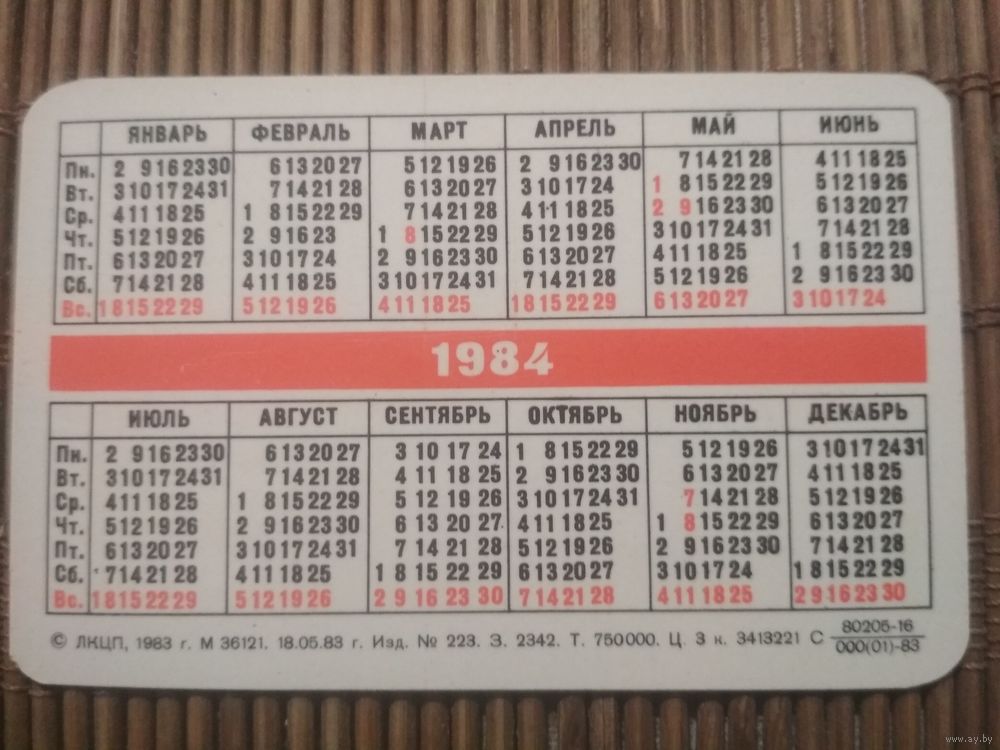 ЯНВАРЬ ФЕВРАЛЬ МАРТ АПРЕЛЬ МАЙ ИЮНЬ
Пн. 2 9 16 23 30 6 13 20 27 5 12 19 26 2 9 16 23 30 7 14 21 28 4 11 18 25
Вт. 3 10 17 24 31 7 14 21 28 6 13 20 27 3 10 17 24 1 8 15 22 29 5 12 19 26
Ср. 4 11 18 25 1 8 15 22 29 7 14 21 28 4 11 18 25 2 9 16 23 30 6 13 20 27
Чт. 5 12 19 26 2 9 16 23 1 8 15 22 29 5 12 19 26 3 10 17 24 31 7 14 21 28
Пт. 6 13 20 27 3 10 17 24 2 9 16 23 30 6 13 20 27 4 11 18 25 1 8 15 22 29
Сб. 7 14 21 28 4 11 18 25 3 10 17 24 31 7 14 21 28 5 12 19 26 2 9 16 23 30
Вс. 1 8 15 22 29 5 12 19 26 4 11 18 25 1 8 15 22 29 6 13 20 27 3 10 17 24
1984
ИЮЛЬ АВГУСТ СЕНТЯБРЬ ОКТЯБРЬ НОЯБРЬ ДЕКАБРЬ
Пн. 2 9 16 23 30 6 13 20 27 3 10 17 24 1 8 15 22 29 5 12 19 26 3 10 17 24 31
Вт. 3 10 17 24 31 7 14 21 28 4 11 18 25 2 9 16 23 30 6 13 20 27 4 11 18 25
Ср. 4 11 18 25 1 8 15 22 29 5 12 19 26 3 10 17 24 31 7 14 21 28 5 12 19 26
Чт. 5 12 19 26 2 9 16 23 30 6 13 20 27 4 11 18 25 1 8 15 22 29 6 13 20 27
Пт. 6 13 20 27 3 10 17 24 31 7 14 21 28 5 12 19 26 2 9 16 23 30 7 14 21 28
Сб. 7 14 21 28 4 11 18 25 1 8 15 22 29 6 13 20 27 3 10 17 24 1 8 15 22 29
Вс. 1 8 15 22 29 5 12 19 26 2 9 16 23 30 7 14 21 28 4 11 18 25 2 9 16 23 30
© ЛКЦП, 1983 г. М 36121. 18.05.83 г. Изд. № 223. З. 2342. Т. 750000. Ц. 3 к. 3413221 С 80205-16
000(01)-83
www.ay.by